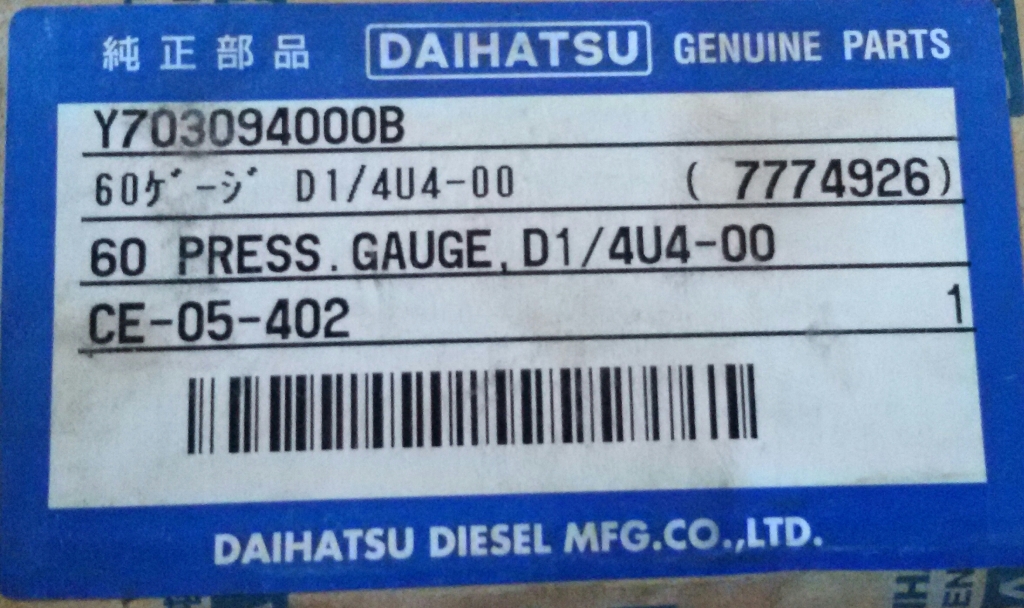 純正部品 DAIHATSU GENUINE PARTS
Y703094000B
60ｹﾞｰｼﾞ D1/4U4-00 ( 7774926)
60 PRESS.GAUGE,D1/4U4-00
CE-05-402 1
DAIHATSU DIESEL MFG.CO.,LTD.